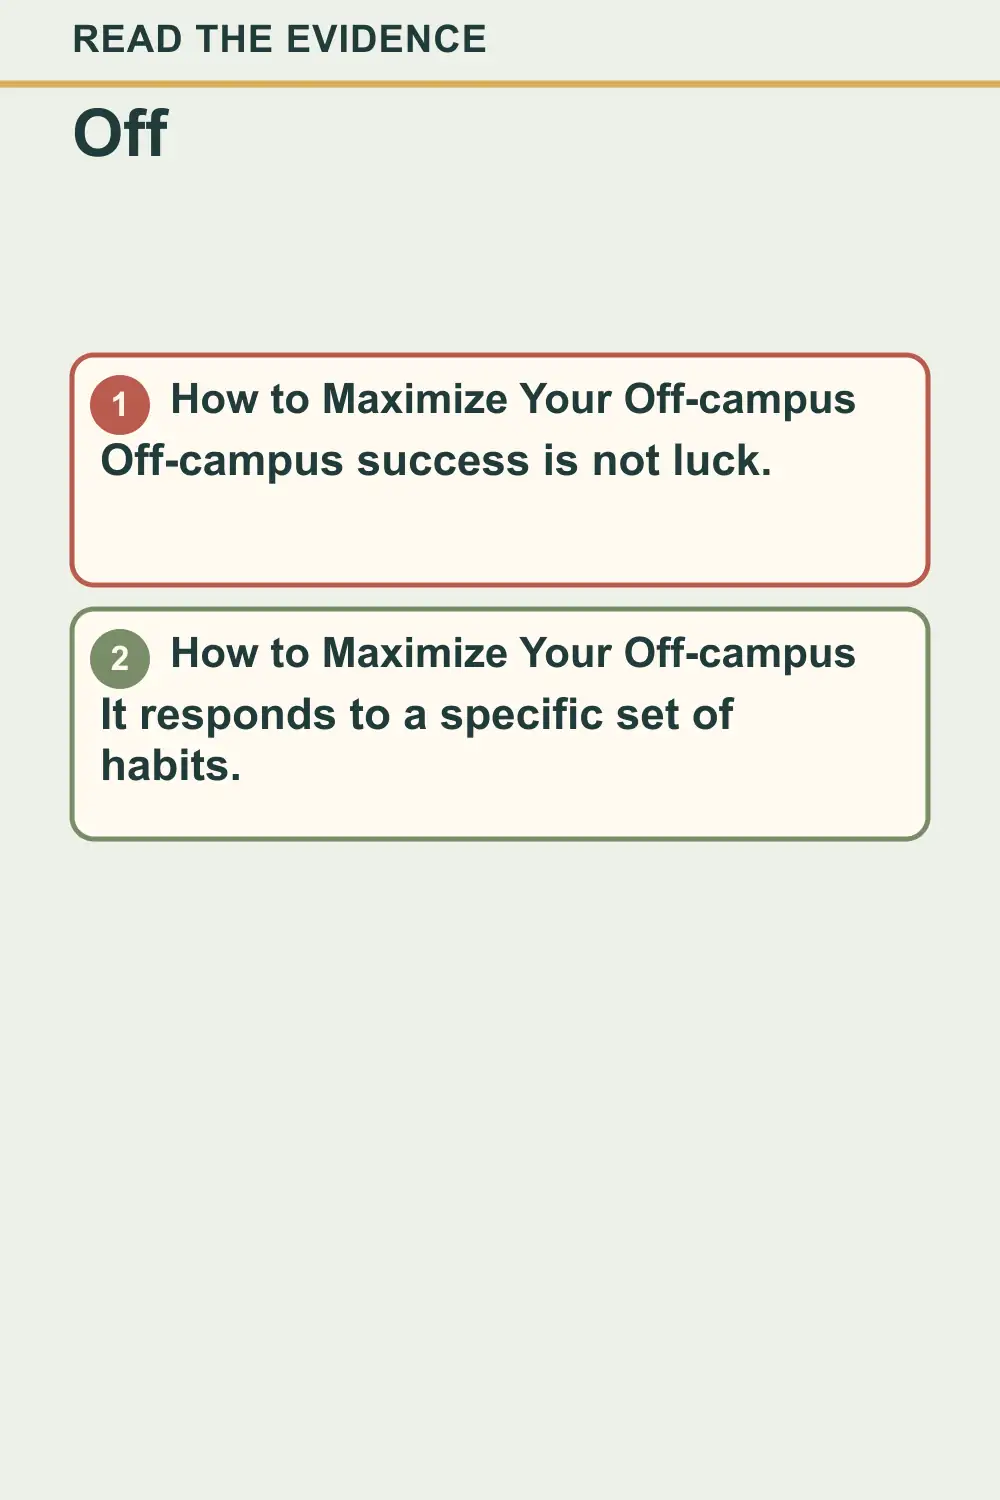 READ THE EVIDENCE
Off
1 How to Maximize Your Off-campus
Off-campus success is not luck.
2 How to Maximize Your Off-campus
It responds to a specific set of
habits.